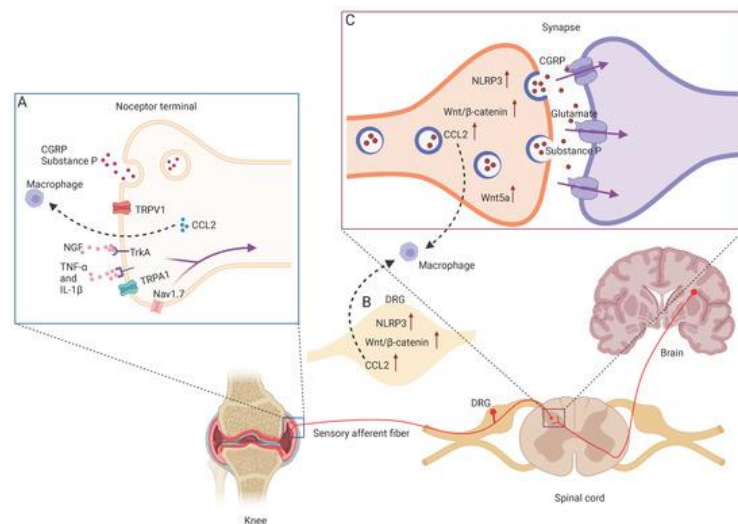 A
Noceptor terminal
CGRP
Substance P
Macrophage
TRPV1
CCL2
NGF
TrkA
TNF-α
and
IL-1β
TRPA1
Nav1.7
C
Synapse
CGRP
NLRP3
Wnt/β-catenin
Glutamate
CCL2
Substance P
Wnt5a
Macrophage
B
DRG
NLRP3
Wnt/β-catenin
CCL2
Brain
DRG
Sensory afferent fiber
Spinal cord
Knee